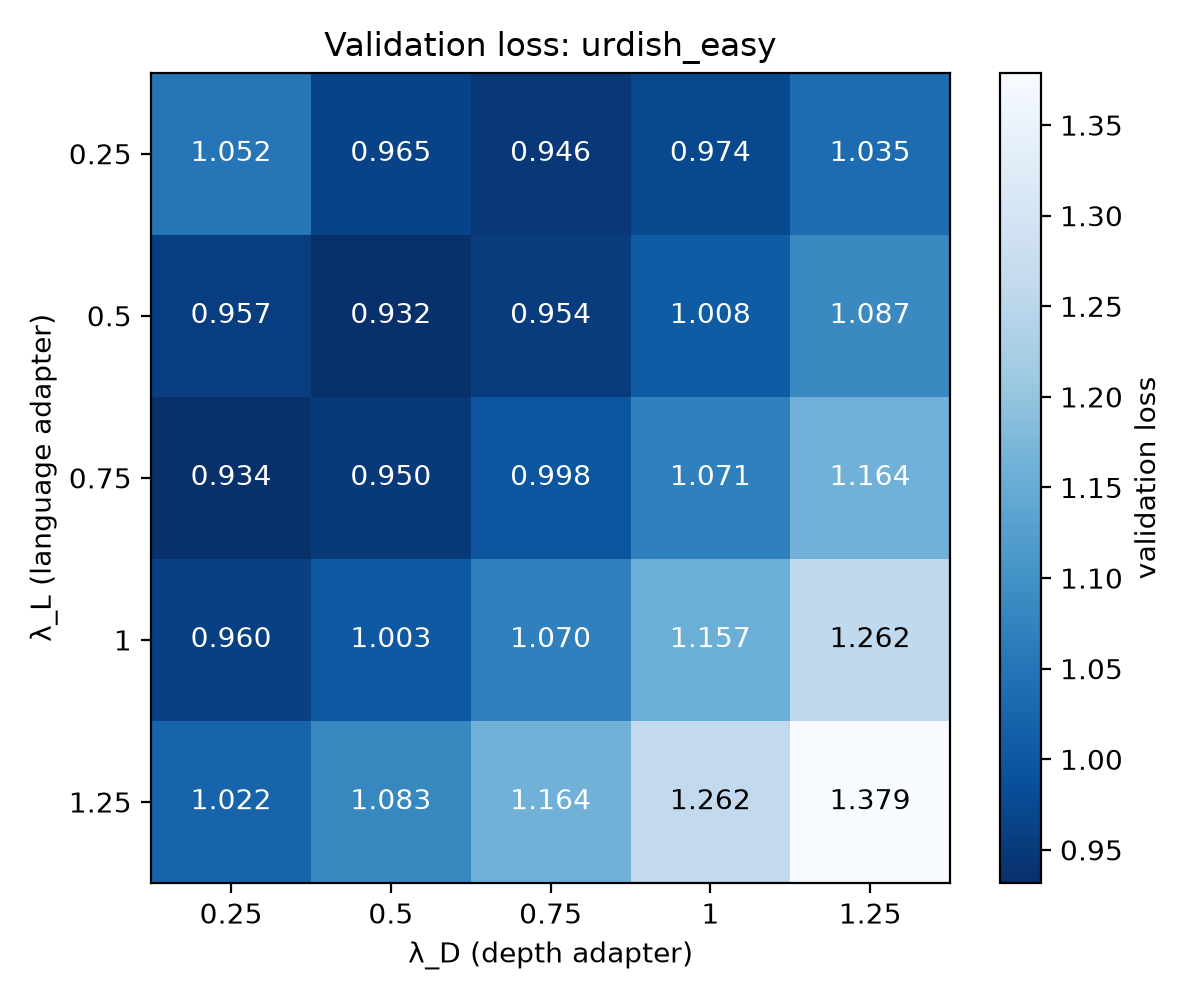 Validation loss: urdish_easy
λ_L (language adapter)
0.25 1.052 0.965 0.946 0.974 1.035
0.5 0.957 0.932 0.954 1.008 1.087
0.75 0.934 0.950 0.998 1.071 1.164
1 0.960 1.003 1.070 1.157 1.262
1.25 1.022 1.083 1.164 1.262 1.379
0.25 0.5 0.75 1 1.25
λ_D (depth adapter)
1.35
1.30
1.25
1.20
1.15
1.10
1.05
1.00
0.95
validation loss